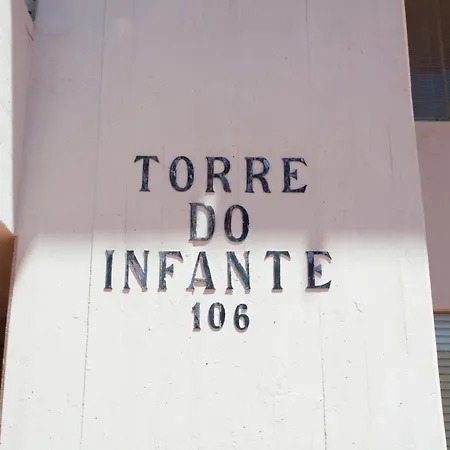 TORRE
DO
INFANTE
106